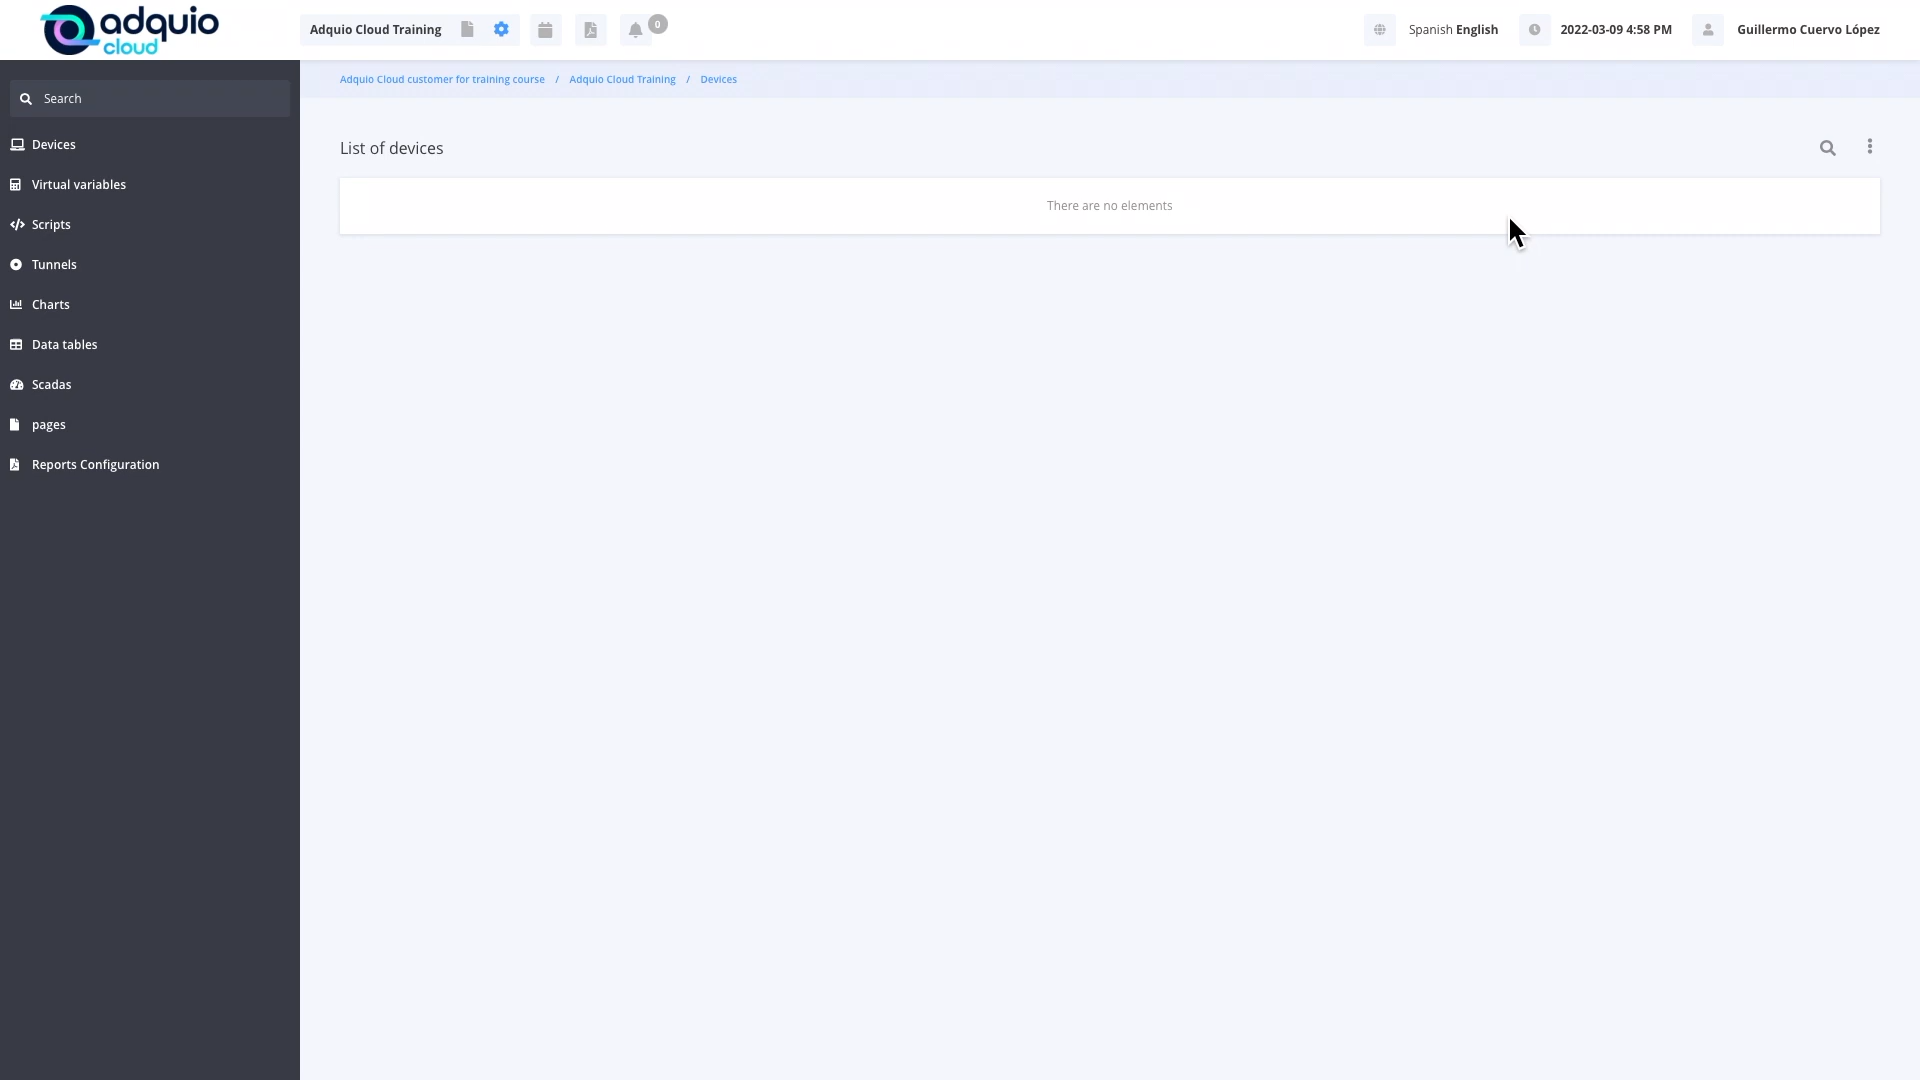 adquio
cloud
Adquio Cloud Training
0
Spanish English
2022-03-09 4:58 PM
Guillermo Cuervo López
Adquio Cloud customer for training course / Adquio Cloud Training / Devices
Search
Devices
Virtual variables
Scripts
Tunnels
Charts
Data tables
Scadas
pages
Reports Configuration
List of devices
There are no elements